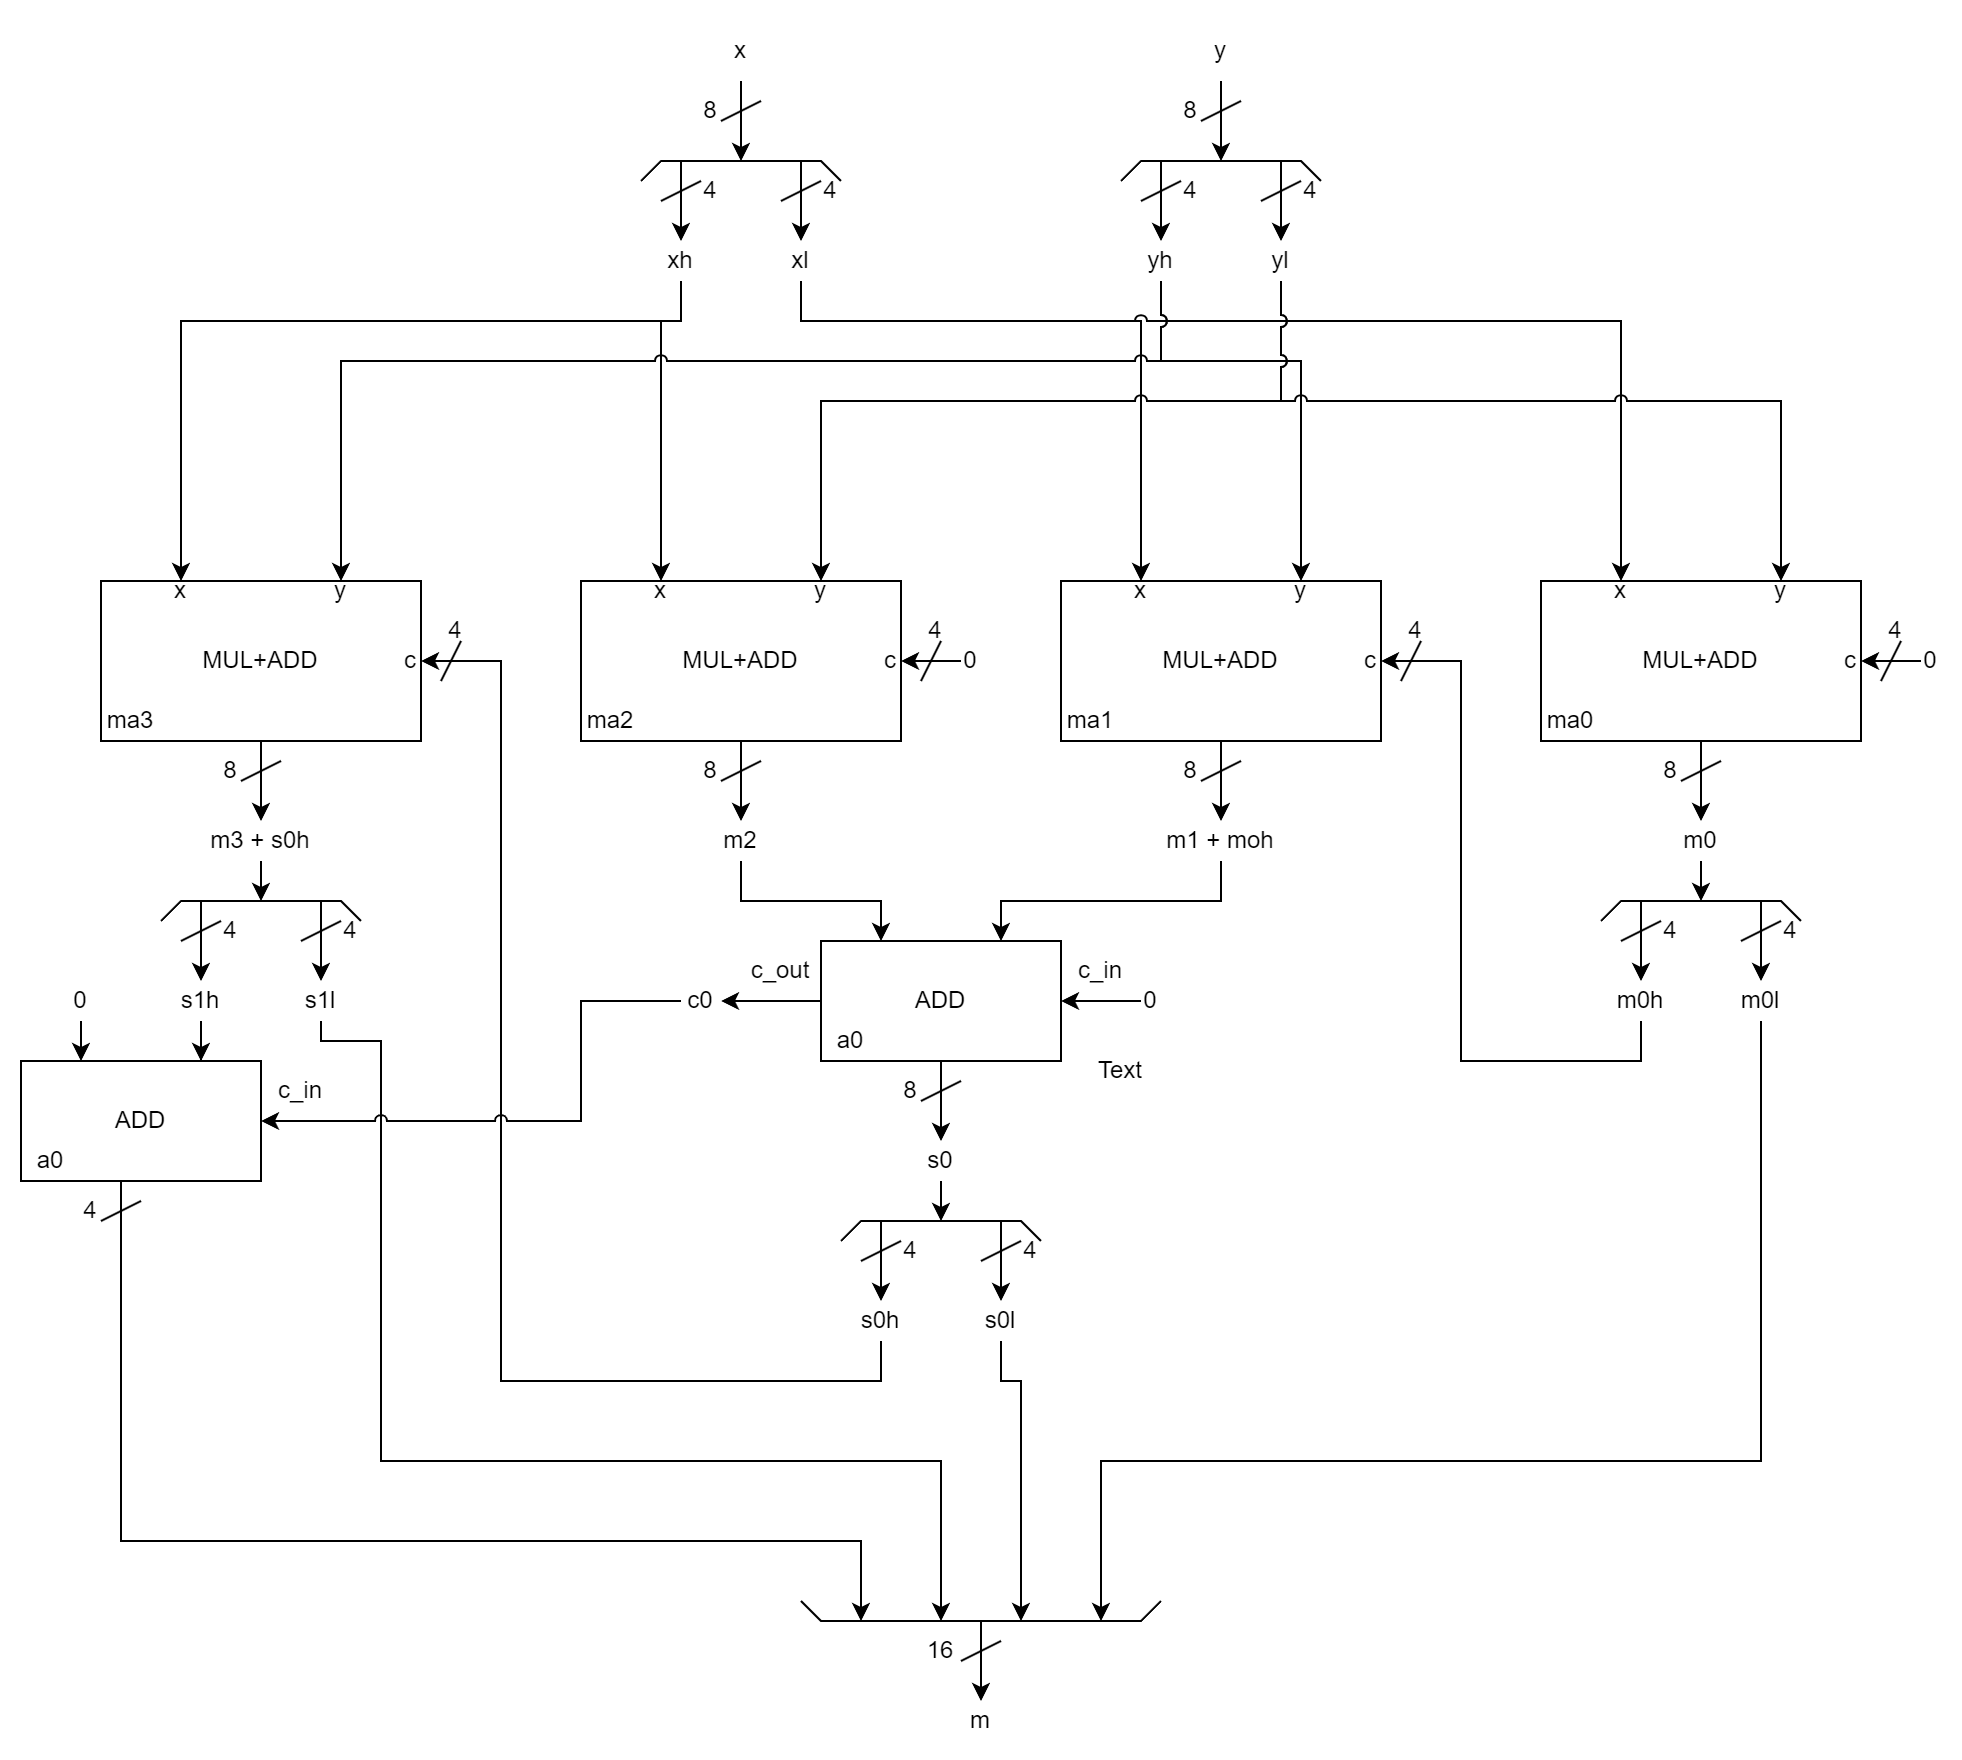 x y
8 8
4 4 4 4
xh xl yh yl
x y x y x y x y
4 4 4 4
MUL+ADD c MUL+ADD c 0 MUL+ADD c MUL+ADD c 0
ma3 ma2 ma1 ma0
8 8 8 8
m3 + s0h m2 m1 + moh m0
4 4 4 4
c_out c_in
0 s1h s1l c0 ADD 0 m0h m0l
a0
Text
c_in 8
ADD
a0 s0
4
4 4
s0h s0l
16
m